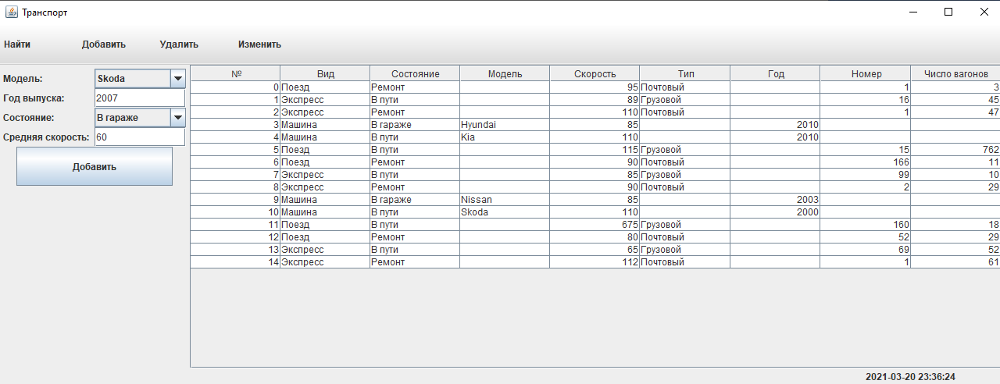 Транспорт
Найти Добавить Удалить Изменить
Модель: Skoda
Год выпуска: 2007
Состояние: В гараже
Средняя скорость: 60
Добавить
№ Вид Состояние Модель Скорость Тип Год Номер Число вагонов
0 Поезд Ремонт 95 Почтовый 1 3
1 Экспресс В пути 89 Грузовой 16 45
2 Экспресс Ремонт 110 Почтовый 1 47
3 Машина В гараже Hyundai 85 2010
4 Машина В пути Kia 110 2010
5 Поезд В пути 115 Грузовой 15 762
6 Поезд Ремонт 90 Почтовый 166 11
7 Экспресс В пути 85 Грузовой 99 10
8 Экспресс Ремонт 90 Почтовый 2 29
9 Машина В гараже Nissan 85 2003
10 Машина В пути Skoda 110 2000
11 Поезд В пути 675 Грузовой 160 18
12 Поезд Ремонт 80 Почтовый 52 29
13 Экспресс В пути 65 Грузовой 69 52
14 Экспресс Ремонт 112 Почтовый 1 61
2021-03-20 23:36:24